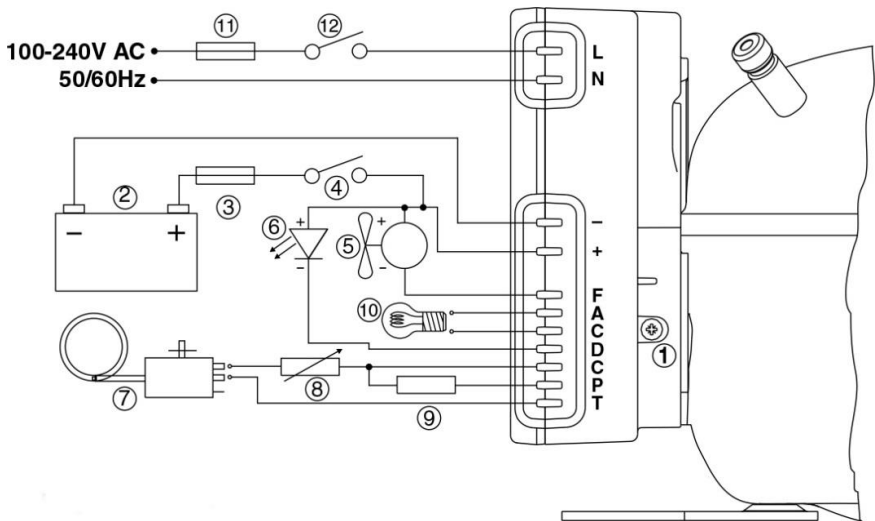 ⑪
⑫
100-240V AC
L
50/60Hz
N
②
③
④
- +
⑥
+
-
⑤
+
-
–
+
F
⑩
A
C
D
C
P
T
①
⑦
⑧
⑨